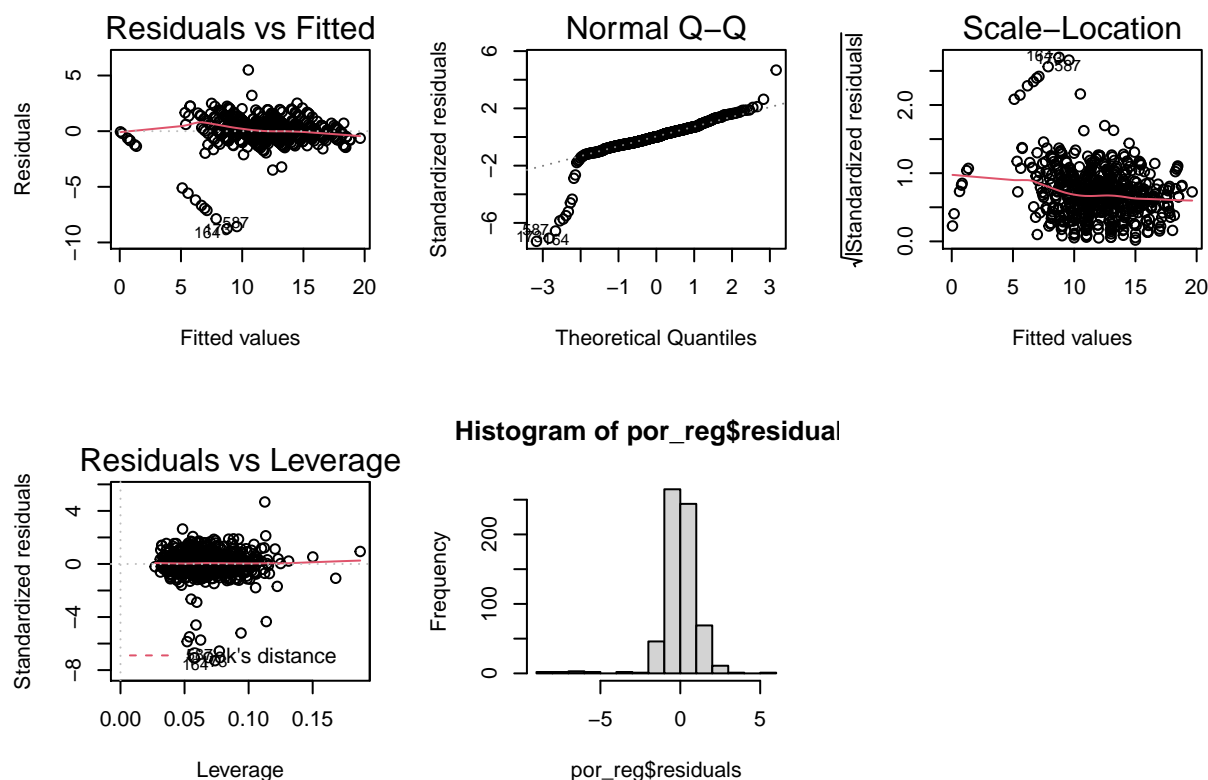 Residuals vs Fitted
Residuals
5
0
−5
−10
587
164
0 5 10 15 20
Fitted values
Normal Q−Q
Standardized residuals
6
2
−2
−6
587
164
−3 −1 0 1 2 3
Theoretical Quantiles
Scale−Location
√|Standardized residuals|
2.0
1.0
0.0
587
0 5 10 15 20
Fitted values
Residuals vs Leverage
Standardized residuals
4
0
−4
−8
Cook's distance
164
0.00 0.05 0.10 0.15
Leverage
Histogram of por_reg$residual
Frequency
200
100
0
−5 0 5
por_reg$residuals